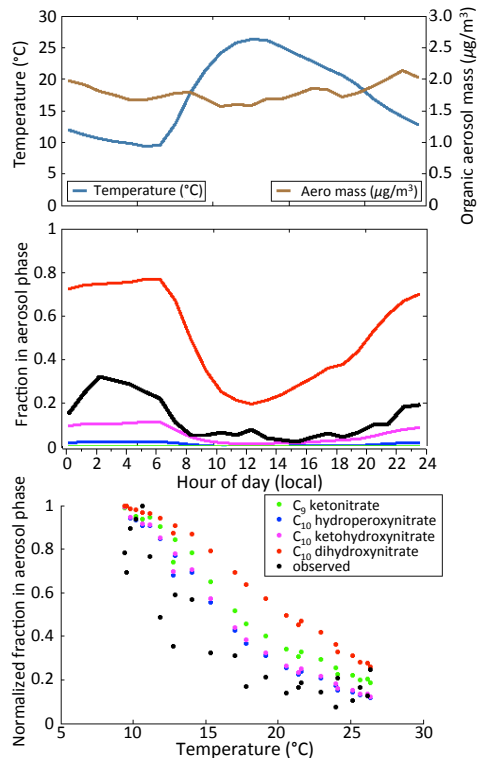 30
25
20
15
10
5
0
Temperature (°C)
3.0
2.5
2.0
1.5
1.0
0.5
0.0
Organic aerosol mass (µg/m³)
Temperature (°C)
Aero mass (µg/m³)
1
0.8
0.6
0.4
0.2
0
Fraction in aerosol phase
0 2 4 6 8 10 12 14 16 18 20 22 24
Hour of day (local)
1
0.8
0.6
0.4
0.2
0
Normalized fraction in aerosol phase
C₉ ketonitrate
C₁₀ hydroperoxynitrate
C₁₀ ketohydroxynitrate
C₁₀ dihydroxynitrate
observed
5 10 15 20 25 30
Temperature (°C)